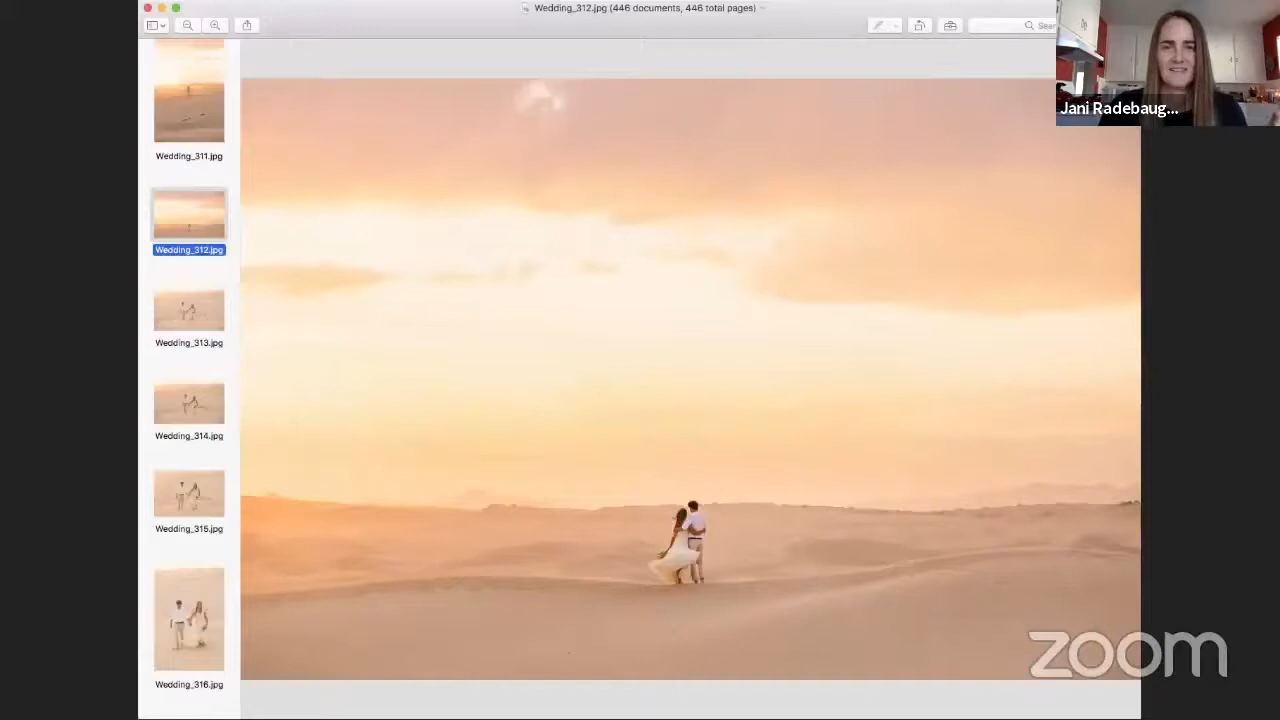 Wedding_312.jpg (446 documents, 446 total pages)
Sear
Jani Radebaug...
Wedding_311.jpg
Wedding_312.jpg
Wedding_313.jpg
Wedding_314.jpg
Wedding_315.jpg
Wedding_316.jpg
zoom